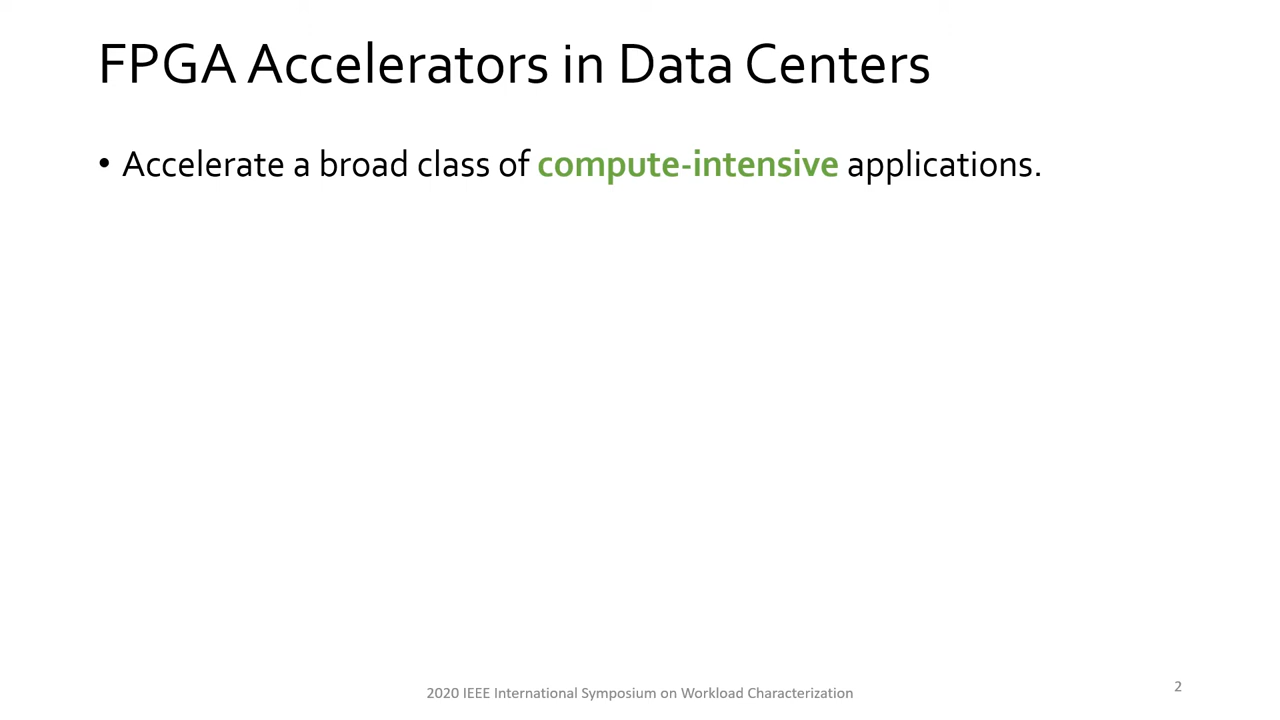 FPGA Accelerators in Data Centers
• Accelerate a broad class of compute-intensive applications.
2020 IEEE International Symposium on Workload Characterization
2